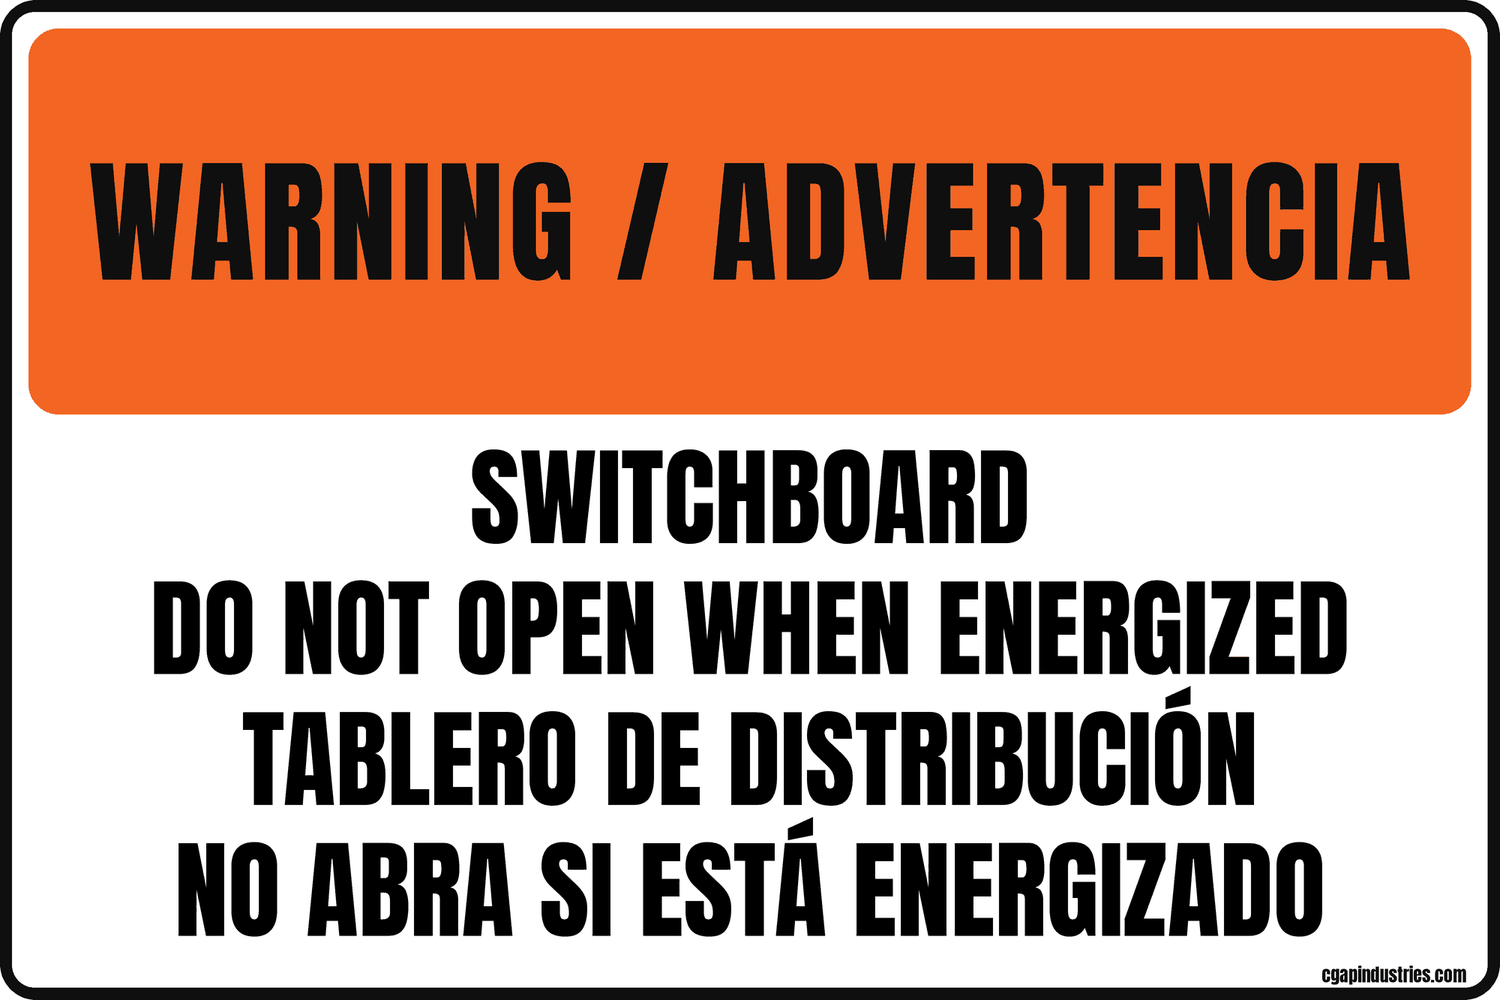 WARNING / ADVERTENCIA
SWITCHBOARD
DO NOT OPEN WHEN ENERGIZED
TABLERO DE DISTRIBUCIÓN
NO ABRA SI ESTÁ ENERGIZADO
cgapindustries.com